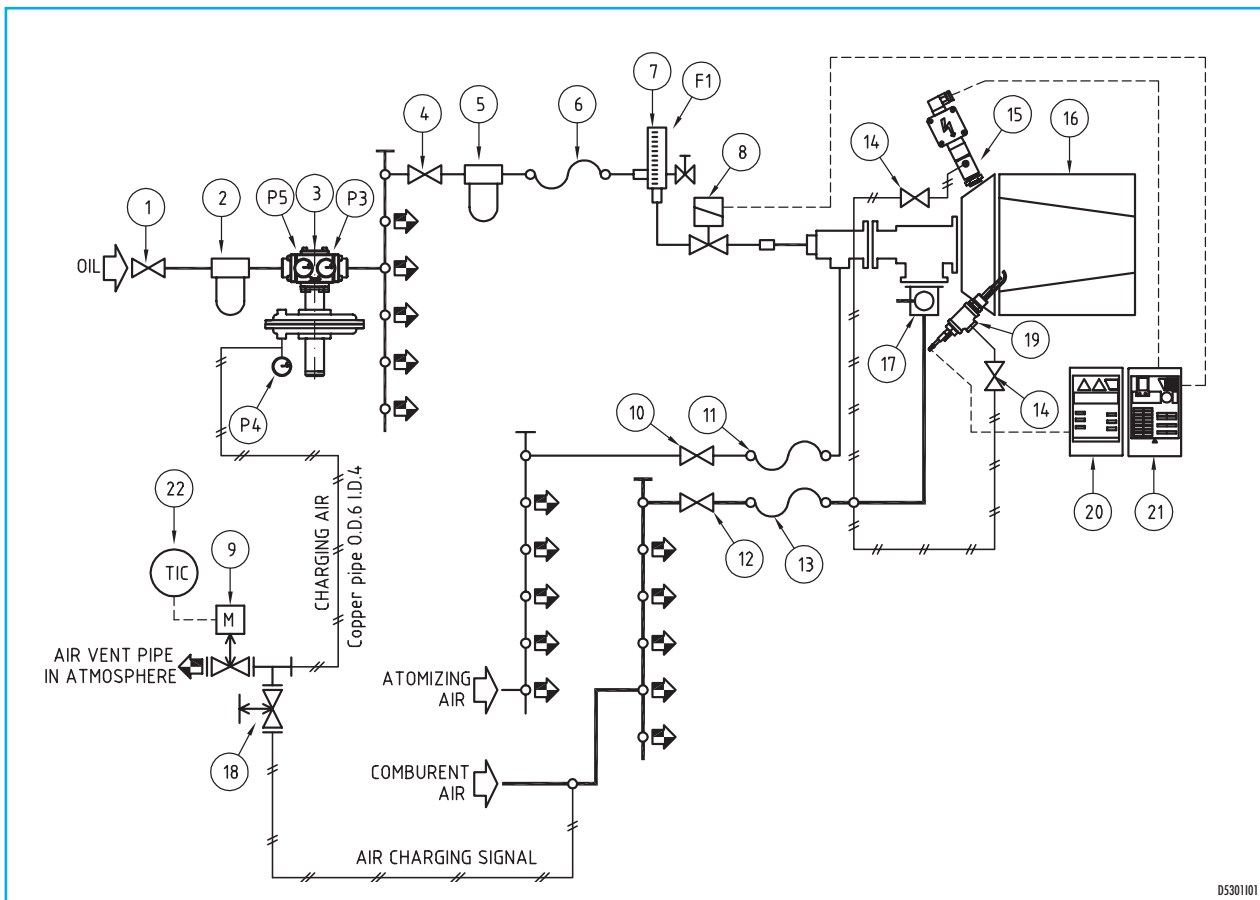 7
F1
4
5
6
8
14
15
16
1
2
P5
3
P3
OIL
17
19
14
P4
10
11
20
21
12
13
22
9
TIC
M
CHARGING AIR
Copper pipe O.D.6 I.D.4
AIR VENT PIPE
IN ATMOSPHERE
ATOMIZING
AIR
18
COMBURENT
AIR
AIR CHARGING SIGNAL
D5301I01